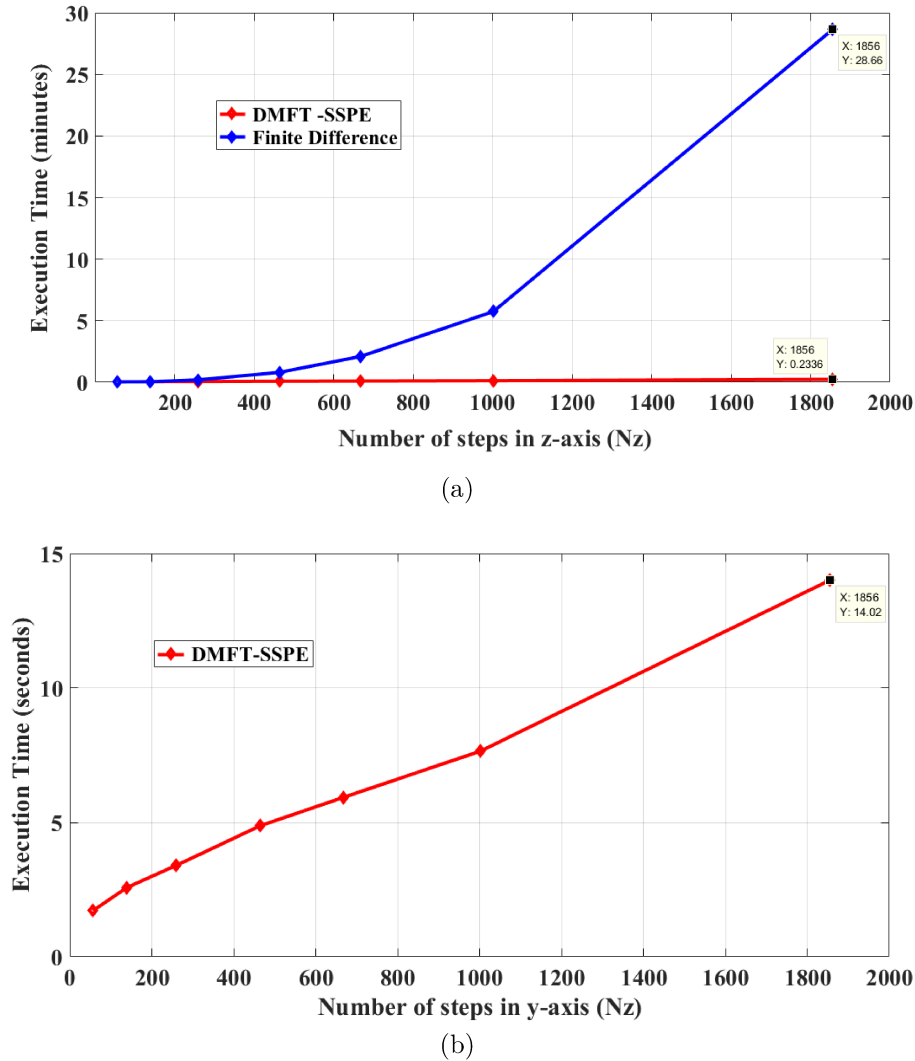 30
25
20
15
10
5
0
Execution Time (minutes)
DMFT -SSPE
Finite Difference
X: 1856
Y: 28.66
X: 1856
Y: 0.2336
200 400 600 800 1000 1200 1400 1600 1800 2000
Number of steps in z-axis (Nz)
(a)
15
10
5
0
Execution Time (seconds)
DMFT-SSPE
X: 1856
Y: 14.02
0 200 400 600 800 1000 1200 1400 1600 1800 2000
Number of steps in y-axis (Nz)
(b)